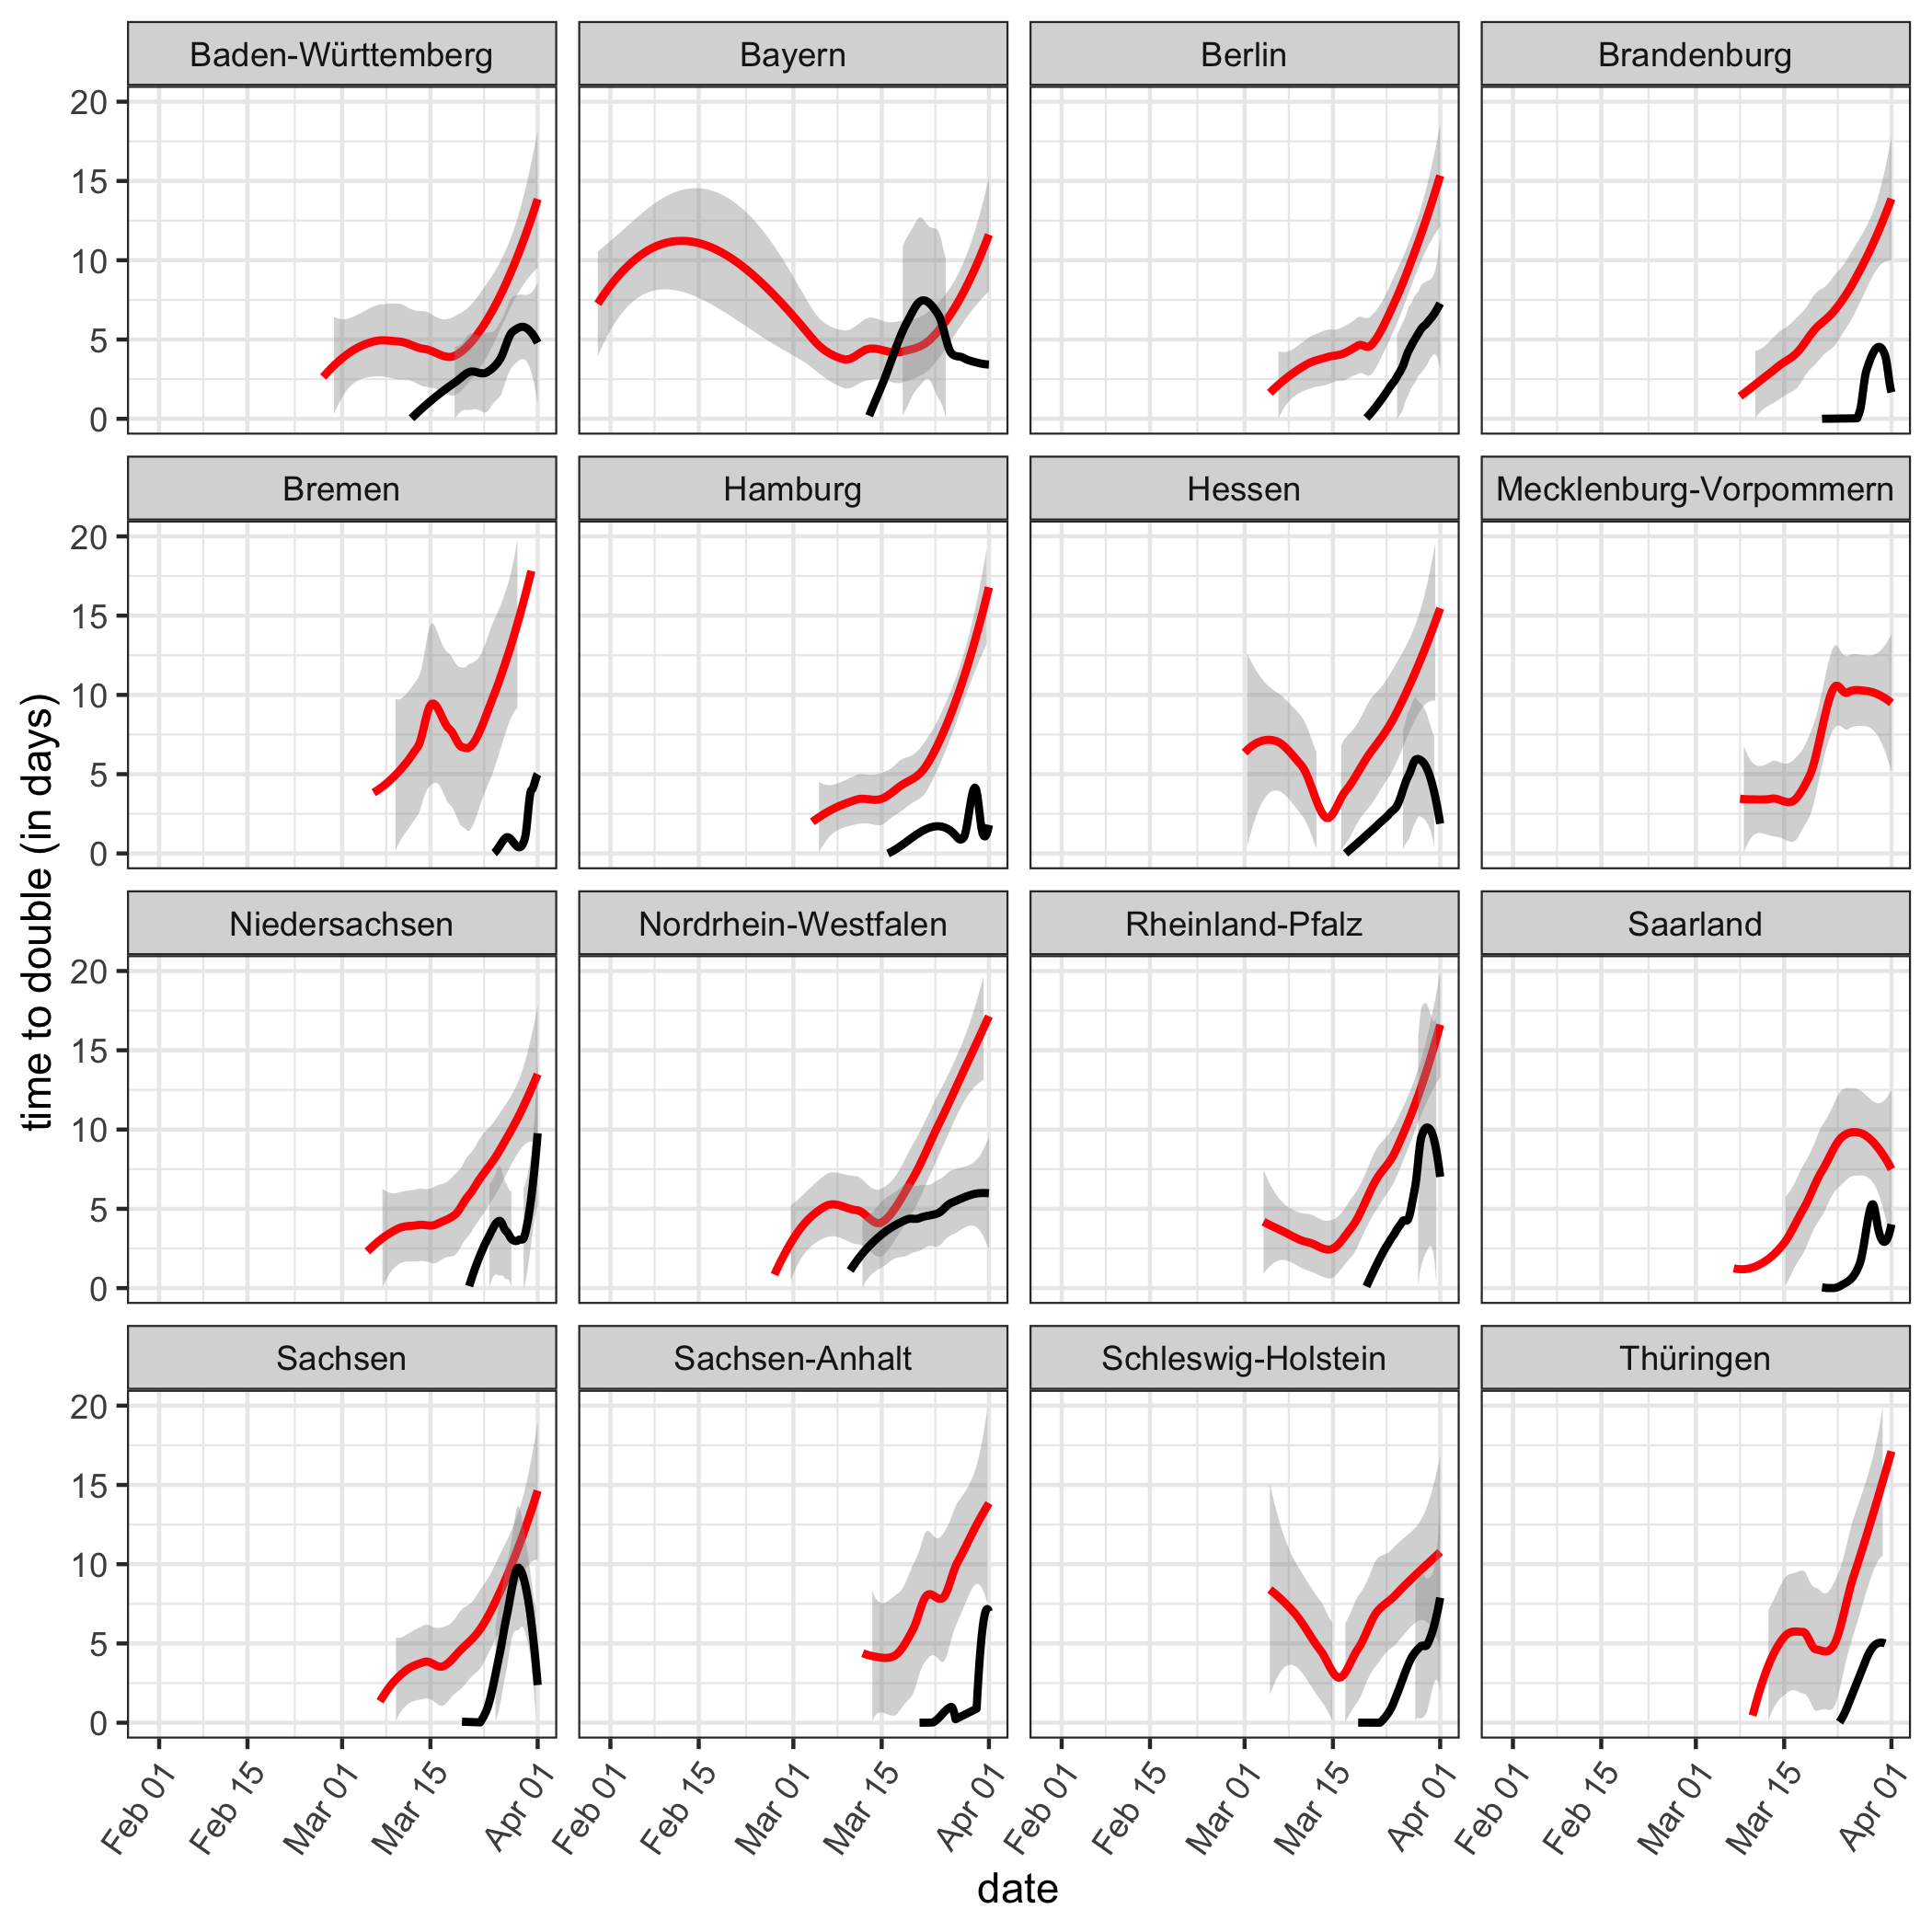 Baden-Württemberg Bayern Berlin Brandenburg
20
15
10
5
0
Bremen Hamburg Hessen Mecklenburg-Vorpommern
20
15
10
5
0
time to double (in days)
Niedersachsen Nordrhein-Westfalen Rheinland-Pfalz Saarland
20
15
10
5
0
Sachsen Sachsen-Anhalt Schleswig-Holstein Thüringen
20
15
10
5
0
Feb 01 Feb 15 Mar 01 Mar 15 Apr 01 Feb 01 Feb 15 Mar 01 Mar 15 Apr 01 Feb 01 Feb 15 Mar 01 Mar 15 Apr 01 Feb 01 Feb 15 Mar 01 Mar 15 Apr 01
date